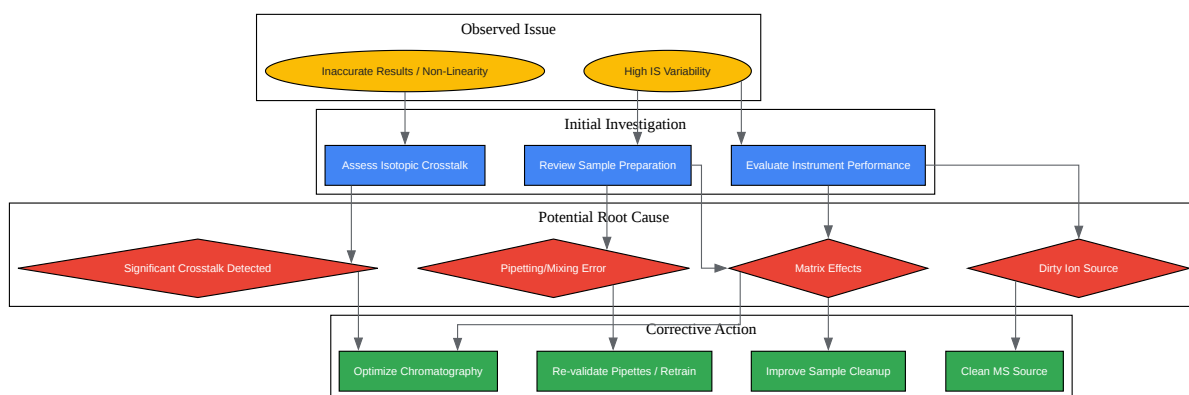 Observed Issue
Inaccurate Results / Non-Linearity
High IS Variability
Initial Investigation
Assess Isotopic Crosstalk
Review Sample Preparation
Evaluate Instrument Performance
Potential Root Cause
Significant Crosstalk Detected
Pipetting/Mixing Error
Matrix Effects
Dirty Ion Source
Corrective Action
Optimize Chromatography
Re-validate Pipettes / Retrain
Improve Sample Cleanup
Clean MS Source